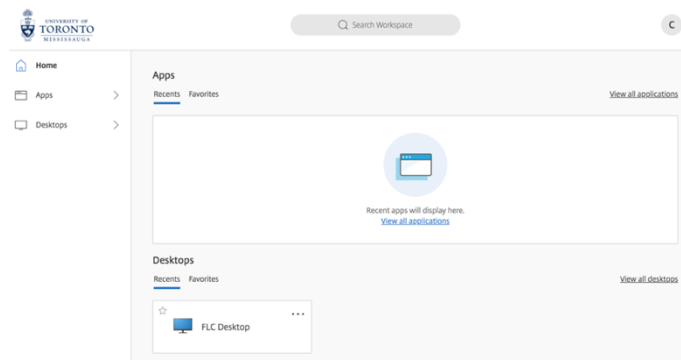 UNIVERSITY OF
TORONTO
MISSISSAUGA
Search Workspace
C
Home
Apps
Desktops
Apps
Recents Favorites
View all applications
Recent apps will display here.
View all applications
Desktops
Recents Favorites
View all desktops
FLC Desktop